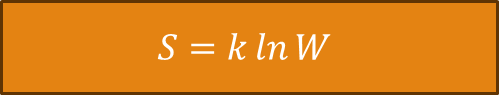 S = k ln W